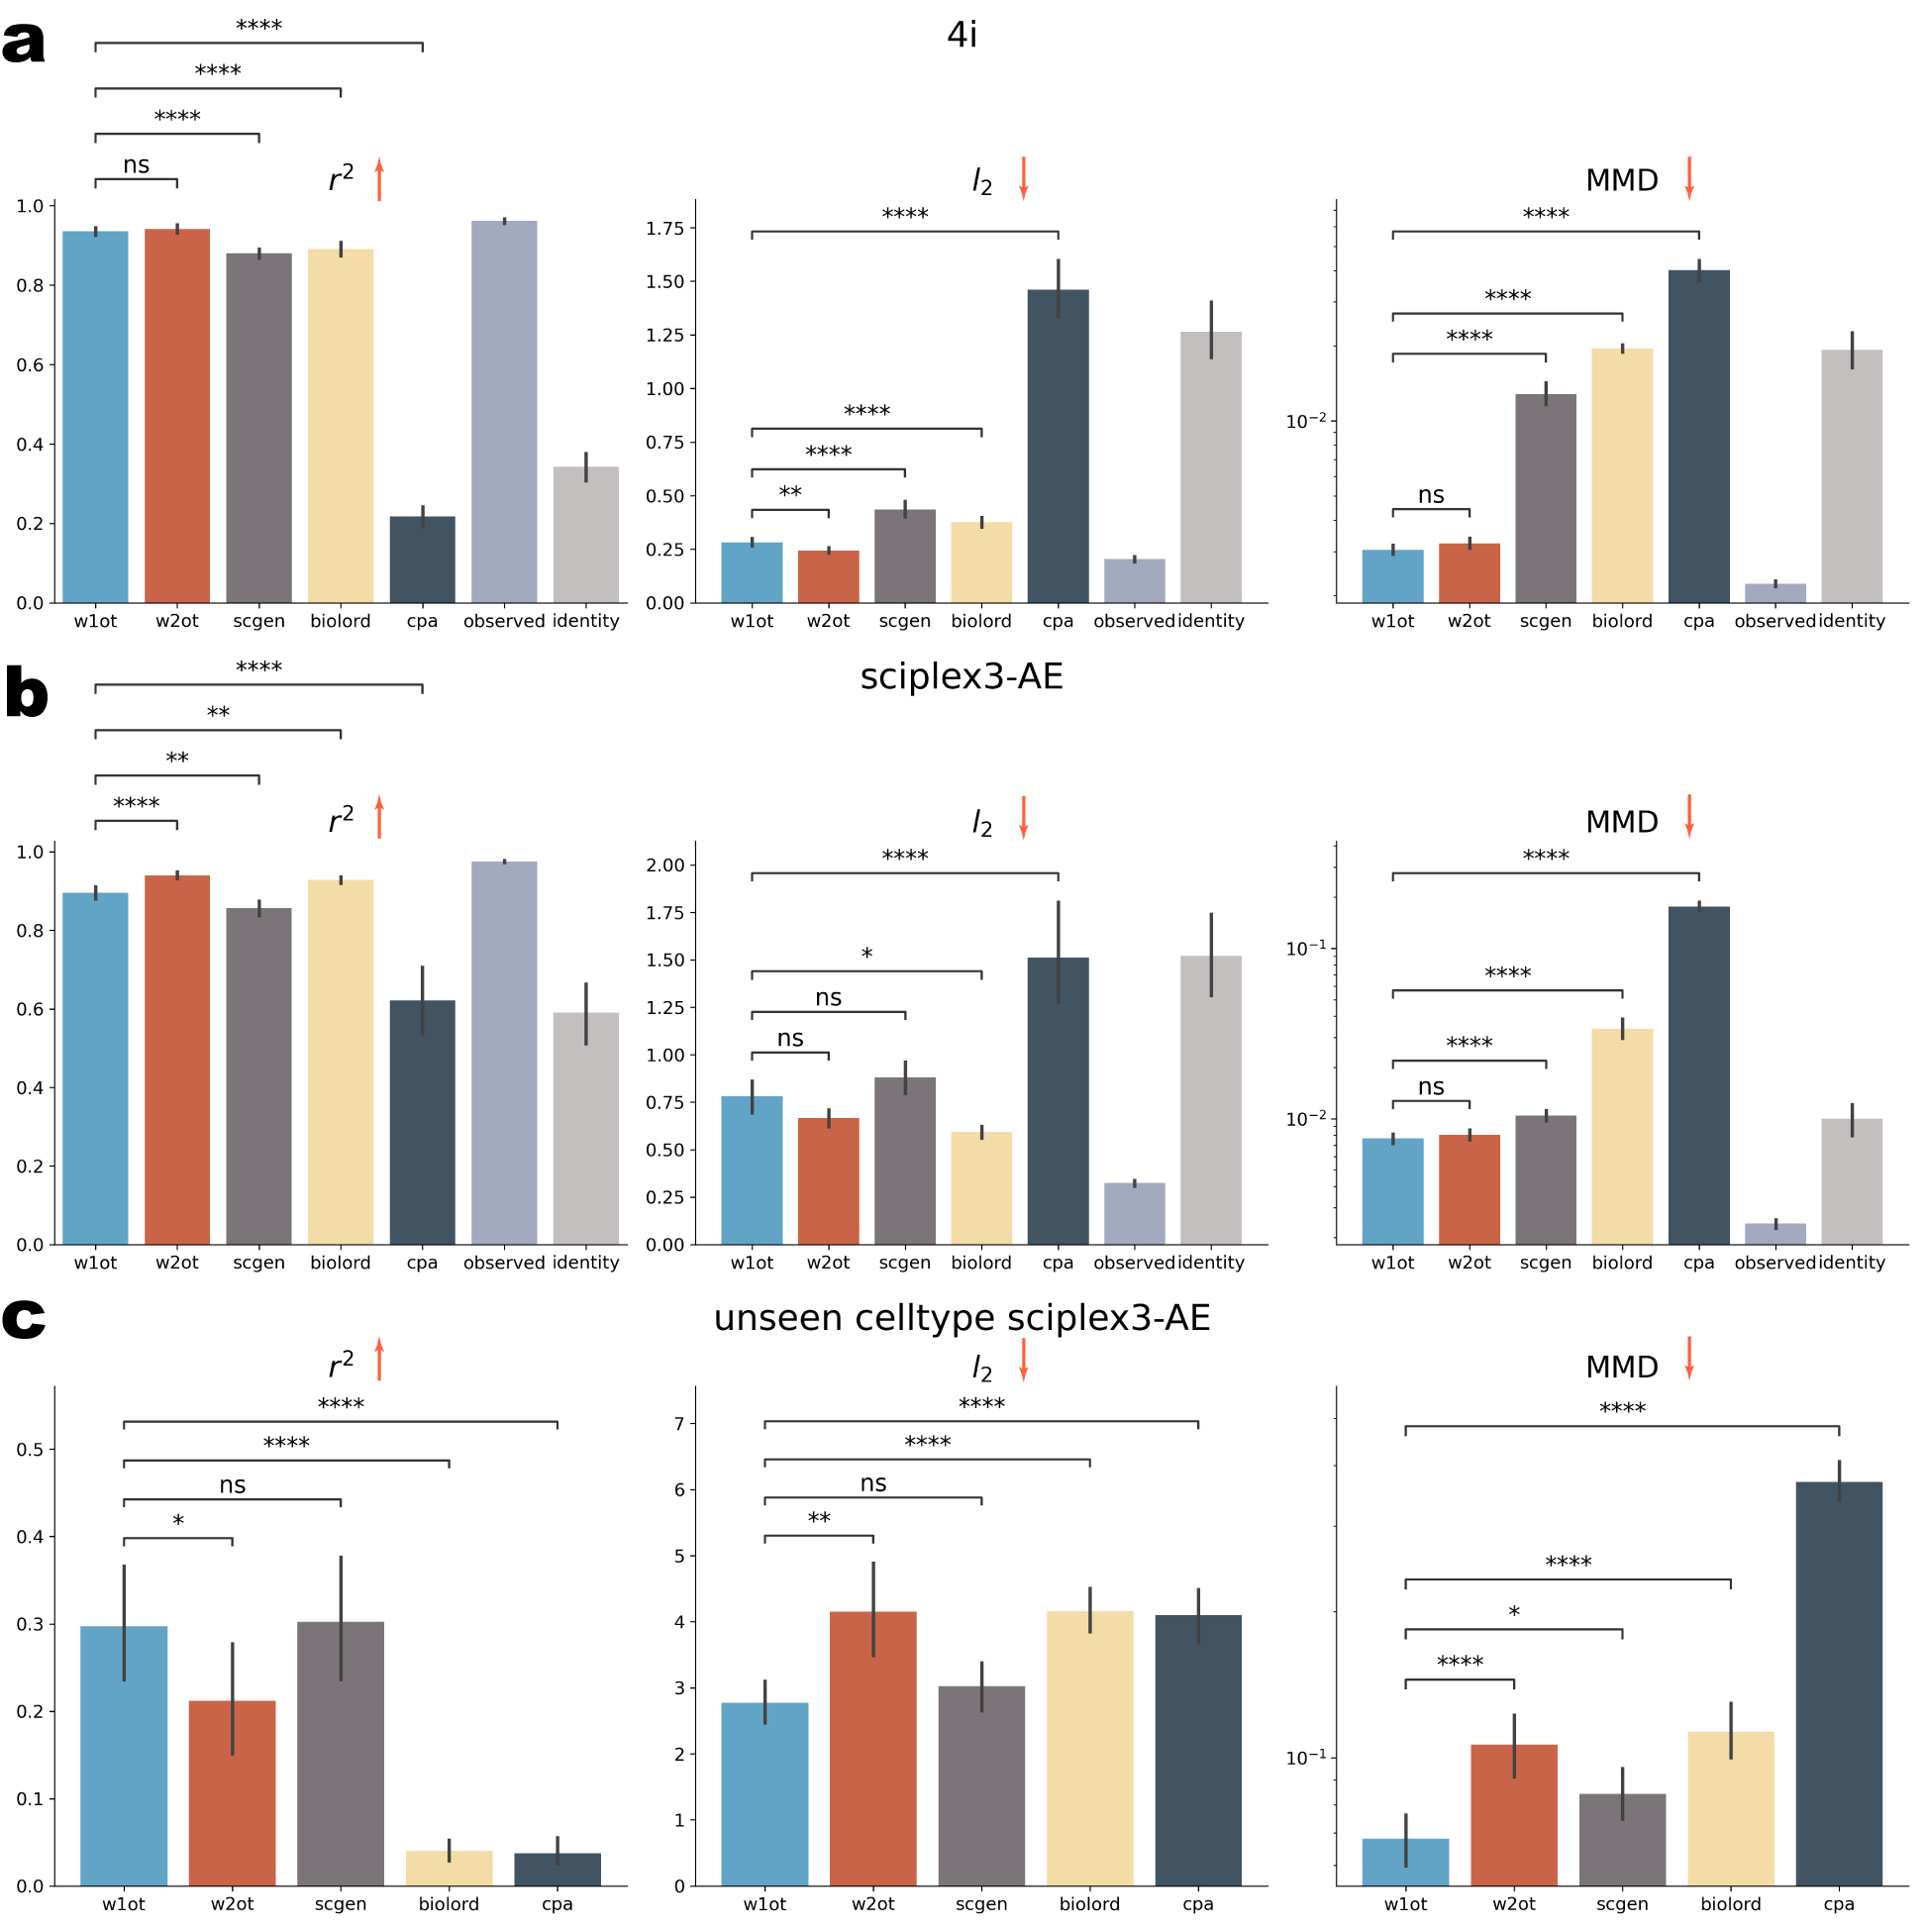 a
4i
****
****
****
ns
r² ↑
1.0
0.8
0.6
0.4
0.2
0.0
w1ot w2ot scgen biolord cpa observed identity
l₂ ↓
****
****
****
**
1.75
1.50
1.25
1.00
0.75
0.50
0.25
0.00
w1ot w2ot scgen biolord cpa observed identity
MMD ↓
****
****
****
ns
10⁻²
w1ot w2ot scgen biolord cpa observed identity
b
sciplex3-AE
****
**
**
****
r² ↑
1.0
0.8
0.6
0.4
0.2
0.0
w1ot w2ot scgen biolord cpa observed identity
l₂ ↓
****
*
ns
ns
2.00
1.75
1.50
1.25
1.00
0.75
0.50
0.25
0.00
w1ot w2ot scgen biolord cpa observed identity
MMD ↓
****
****
****
ns
10⁻¹
10⁻²
w1ot w2ot scgen biolord cpa observed identity
c
unseen celltype sciplex3-AE
r² ↑
****
****
ns
*
0.5
0.4
0.3
0.2
0.1
0.0
w1ot w2ot scgen biolord cpa
l₂ ↓
****
****
ns
**
7
6
5
4
3
2
1
0
w1ot w2ot scgen biolord cpa
MMD ↓
****
****
*
****
10⁻¹
w1ot w2ot scgen biolord cpa